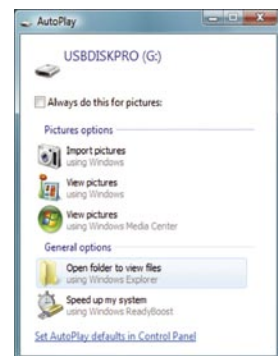 AutoPlay
USBDISKPRO (G:)
Always do this for pictures:
Pictures options
Import pictures
using Windows
View pictures
using Windows
View pictures
using Windows Media Center
General options
Open folder to view files
using Windows Explorer
Speed up my system
using Windows ReadyBoost
Set AutoPlay defaults in Control Panel